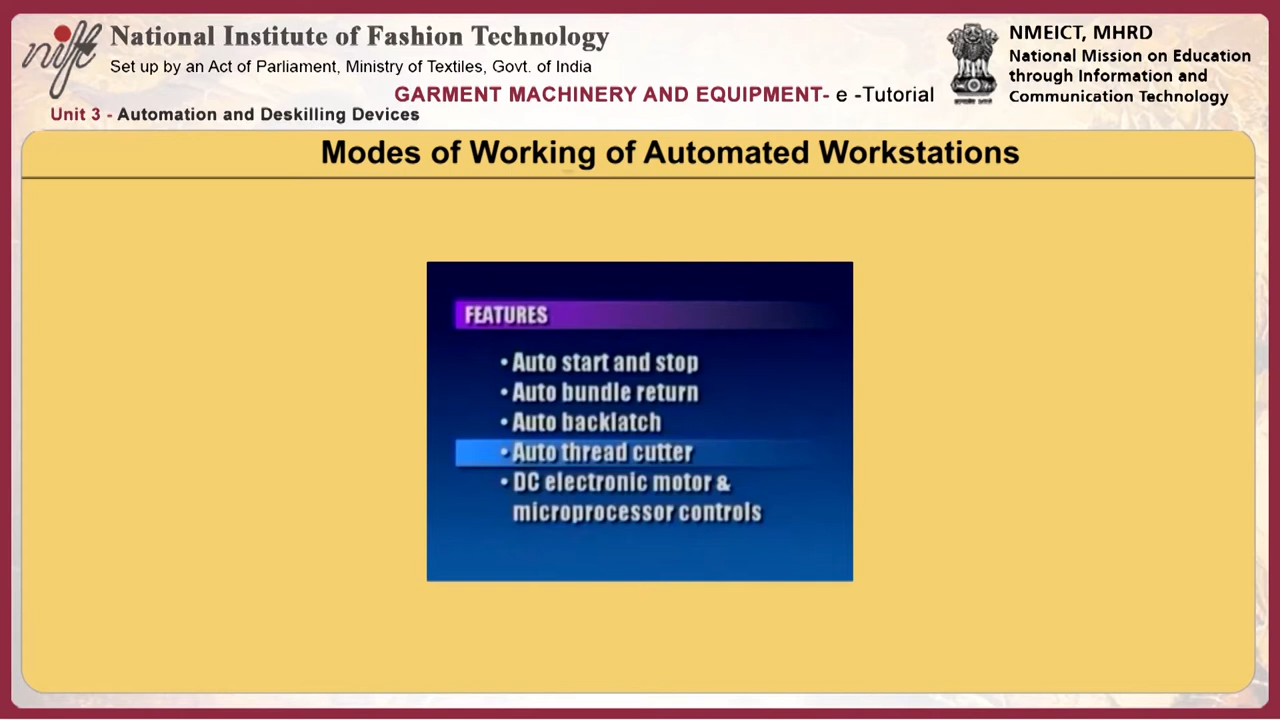 nift
National Institute of Fashion Technology
Set up by an Act of Parliament, Ministry of Textiles, Govt. of India
GARMENT MACHINERY AND EQUIPMENT- e -Tutorial
Unit 3 - Automation and Deskilling Devices
NMEICT, MHRD
National Mission on Education
through Information and
Communication Technology
Modes of Working of Automated Workstations
FEATURES
• Auto start and stop
• Auto bundle return
• Auto backlatch
• Auto thread cutter
• DC electronic motor &
microprocessor controls